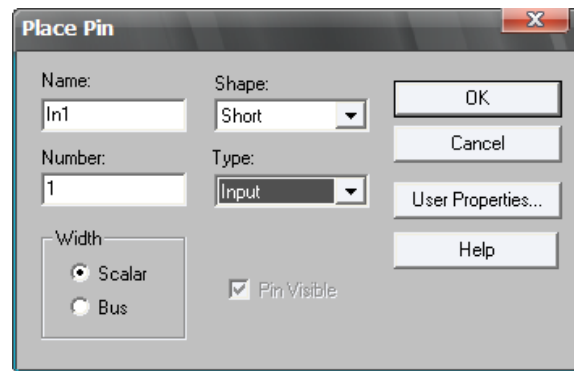 Place Pin
Name:
In1
Shape:
Short
OK
Cancel
Number:
1
Type:
Input
User Properties...
Width
Scalar
Bus
Pin Visible
Help